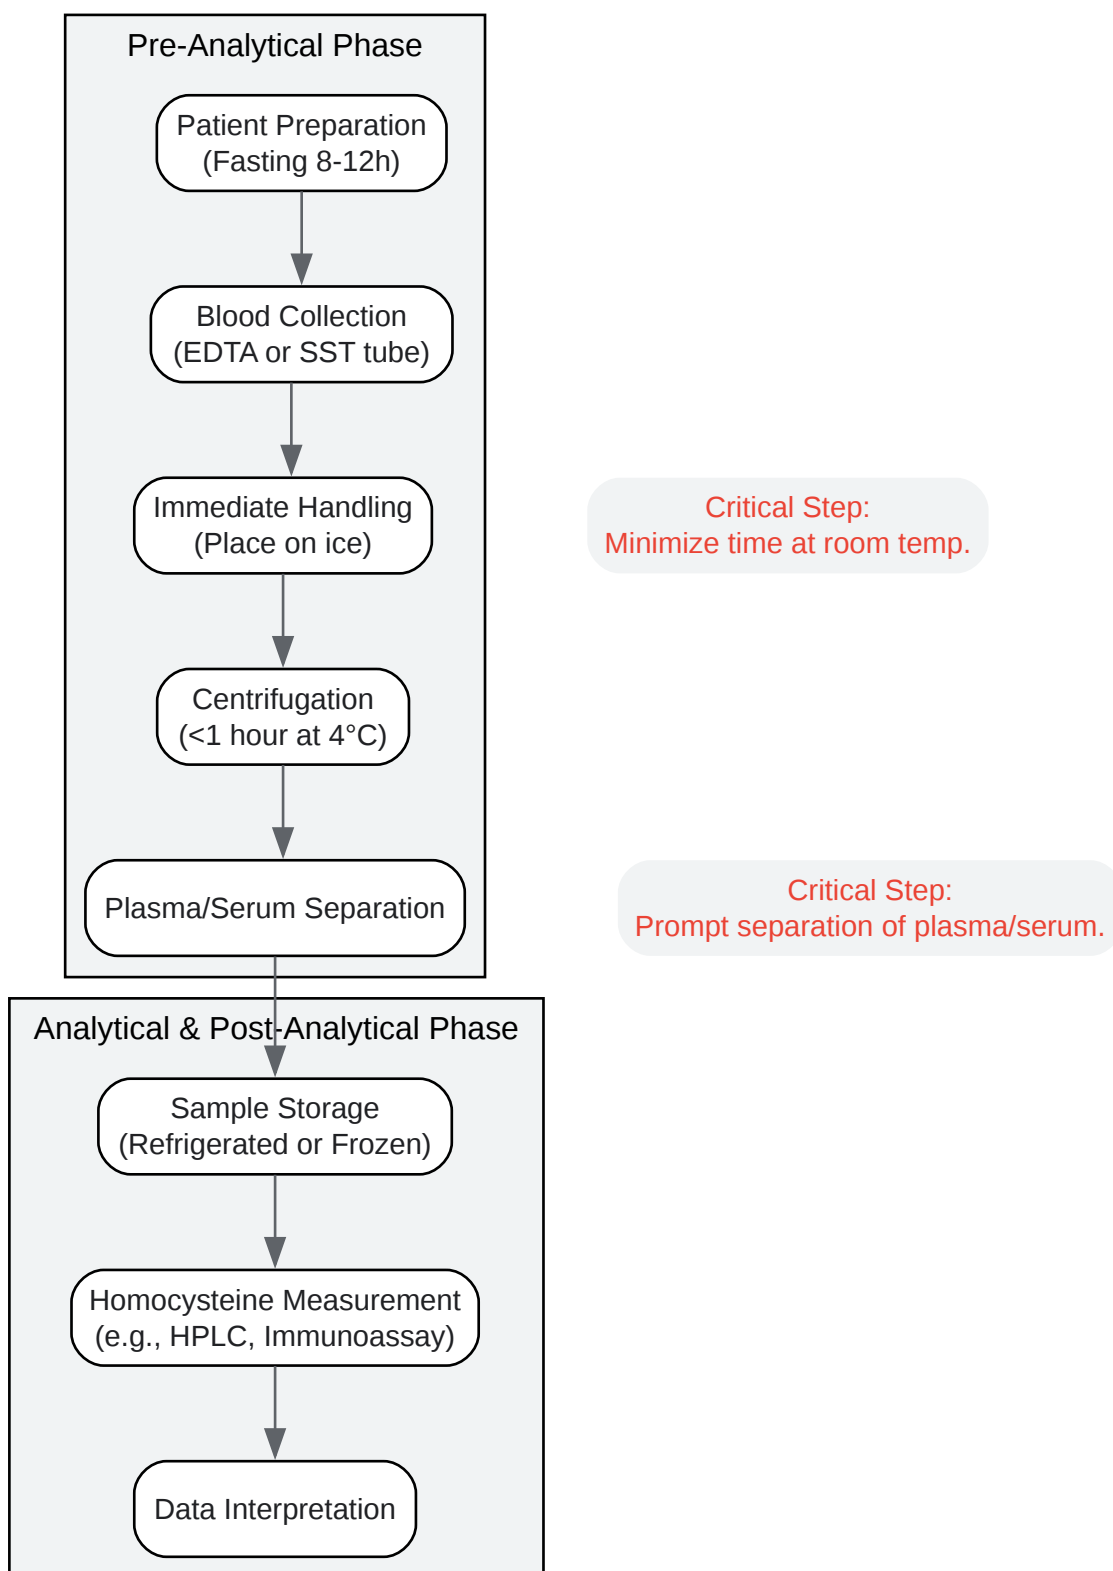 Pre-Analytical Phase
Patient Preparation
(Fasting 8-12h)
Blood Collection
(EDTA or SST tube)
Immediate Handling
(Place on ice)
Critical Step:
Minimize time at room temp.
Centrifugation
(<1 hour at 4°C)
Plasma/Serum Separation
Critical Step:
Prompt separation of plasma/serum.
Analytical & Post-Analytical Phase
Sample Storage
(Refrigerated or Frozen)
Homocysteine Measurement
(e.g., HPLC, Immunoassay)
Data Interpretation